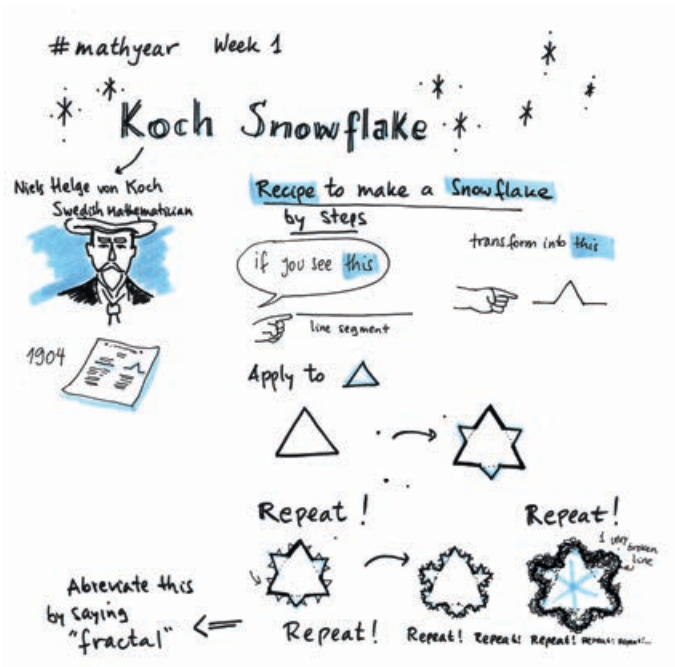 #mathyear Week 1
Koch Snowflake
Niels Helge von Koch
Swedish Mathematician
Recipe to make a Snowflake
by steps
if you see this
transform into this
line segment
1904
Apply to
Repeat!
Repeat!
1 very
broken
line
Abreviate this
by saying
"fractal"
Repeat!
Repeat! Repeat! Repeat! Repeat! Repeat!...